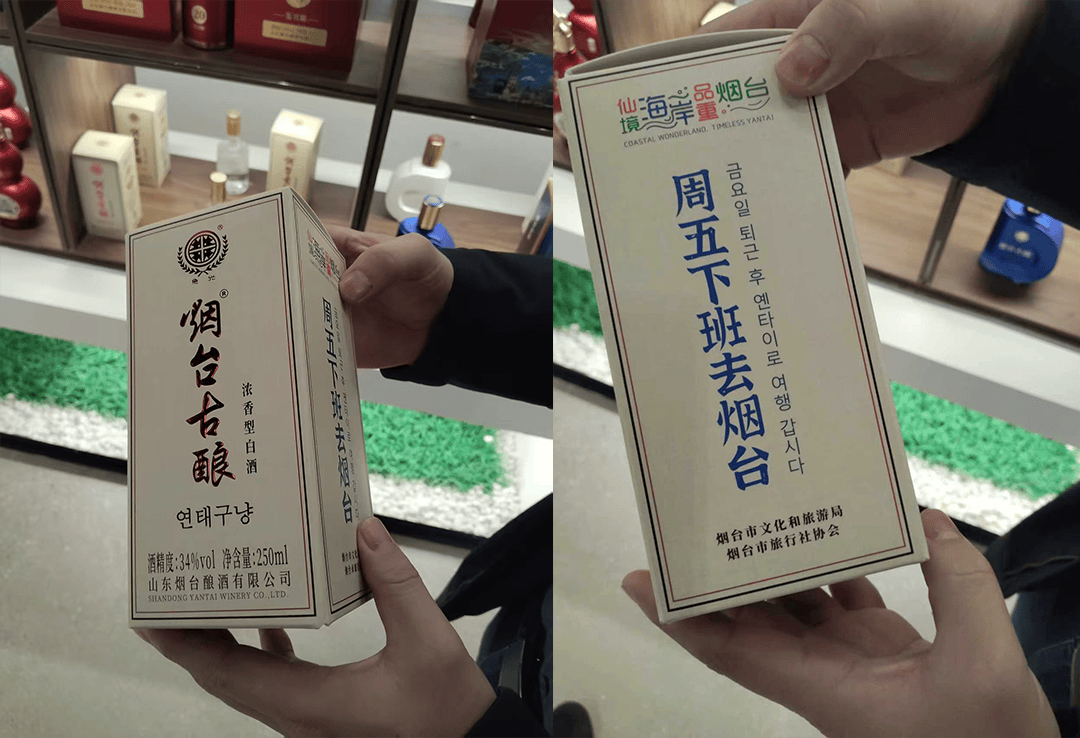 烟台古酿
®
浓香型白酒
연태구냥
酒精度:34%vol 净含量:250ml
山东烟台酿酒有限公司
SHANDONG YANTAI WINERY CO.,LTD.
周五下班去烟台
仙境海岸 品重烟台
COASTAL WONDERLAND, TIMELESS YANTAI
周五下班去烟台
금요일 퇴근 후 옌타이로 여행 갑시다
烟台市文化和旅游局
烟台市旅行社协会